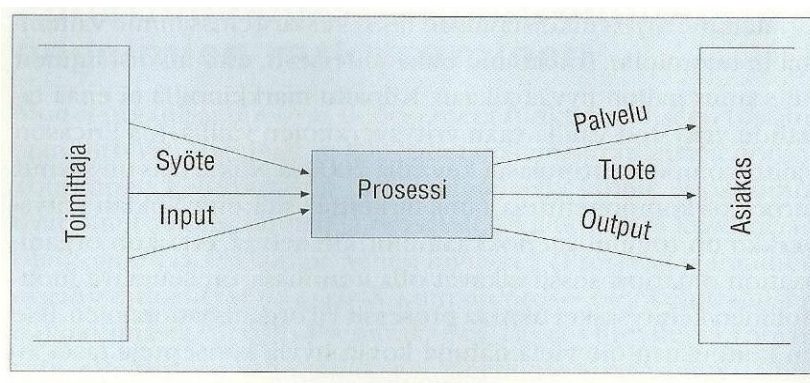 Toimittaja
Syöte
Input
Prosessi
Palvelu
Tuote
Output
Asiakas